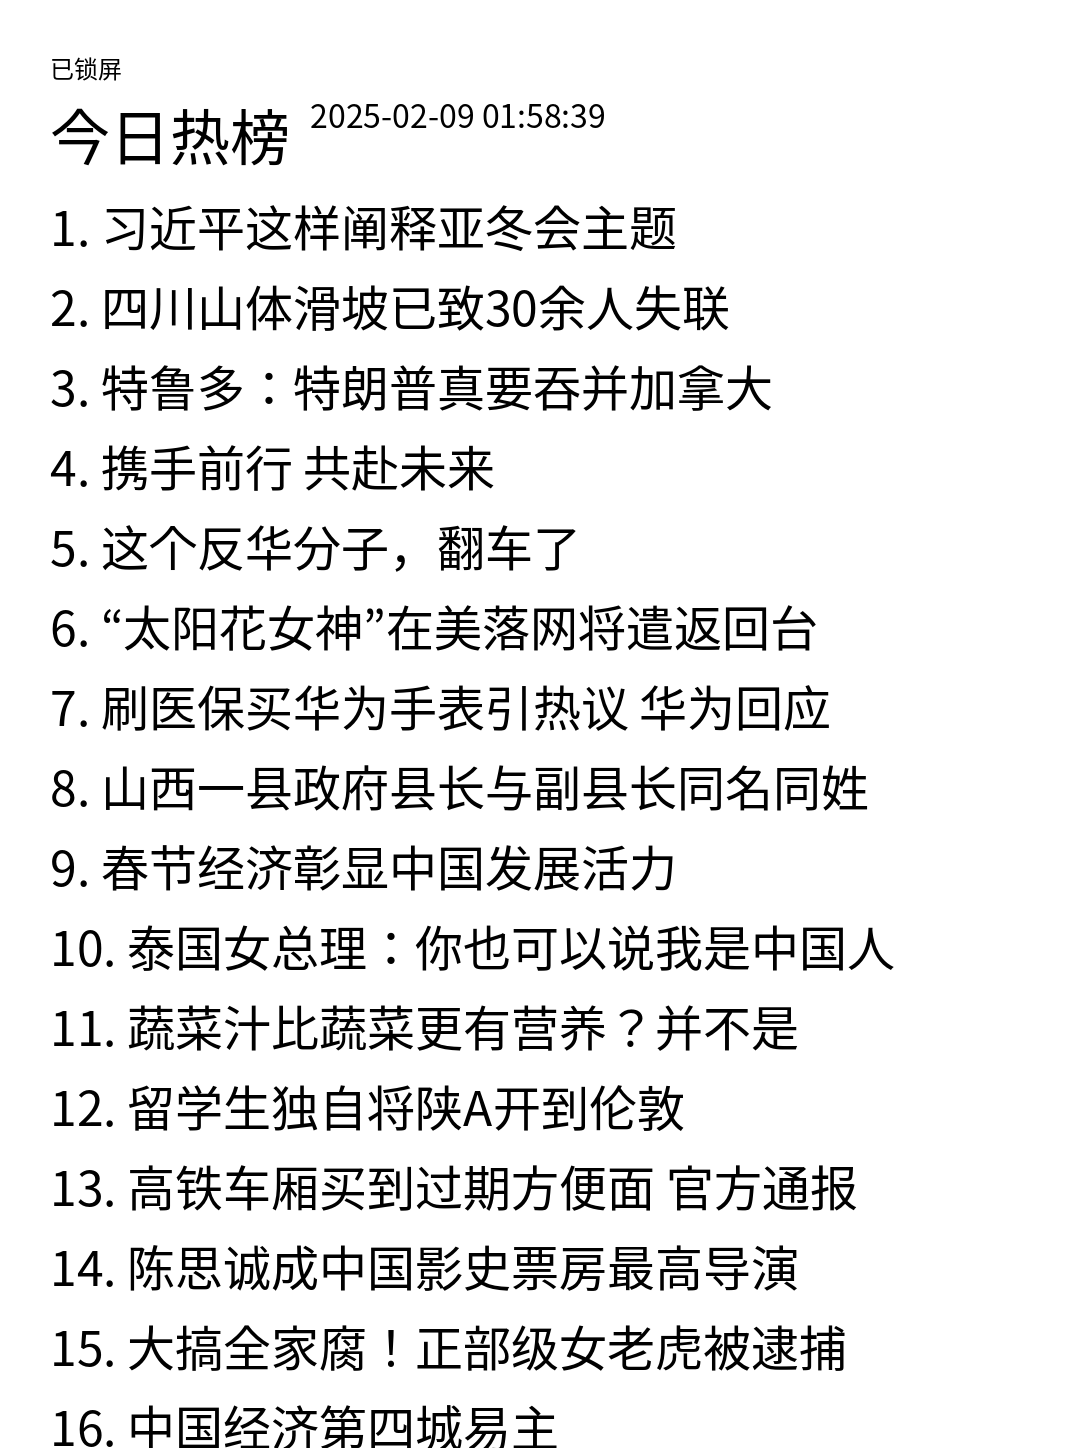 已锁屏
今日热榜 2025-02-09 01:58:39
1. 习近平这样阐释亚冬会主题
2. 四川山体滑坡已致30余人失联
3. 特鲁多：特朗普真要吞并加拿大
4. 携手前行 共赴未来
5. 这个反华分子，翻车了
6. “太阳花女神”在美落网将遣返回台
7. 刷医保买华为手表引热议 华为回应
8. 山西一县政府县长与副县长同名同姓
9. 春节经济彰显中国发展活力
10. 泰国女总理：你也可以说我是中国人
11. 蔬菜汁比蔬菜更有营养？并不是
12. 留学生独自将陕A开到伦敦
13. 高铁车厢买到过期方便面 官方通报
14. 陈思诚成中国影史票房最高导演
15. 大搞全家腐！正部级女老虎被逮捕
16. 中国经济第四城易主